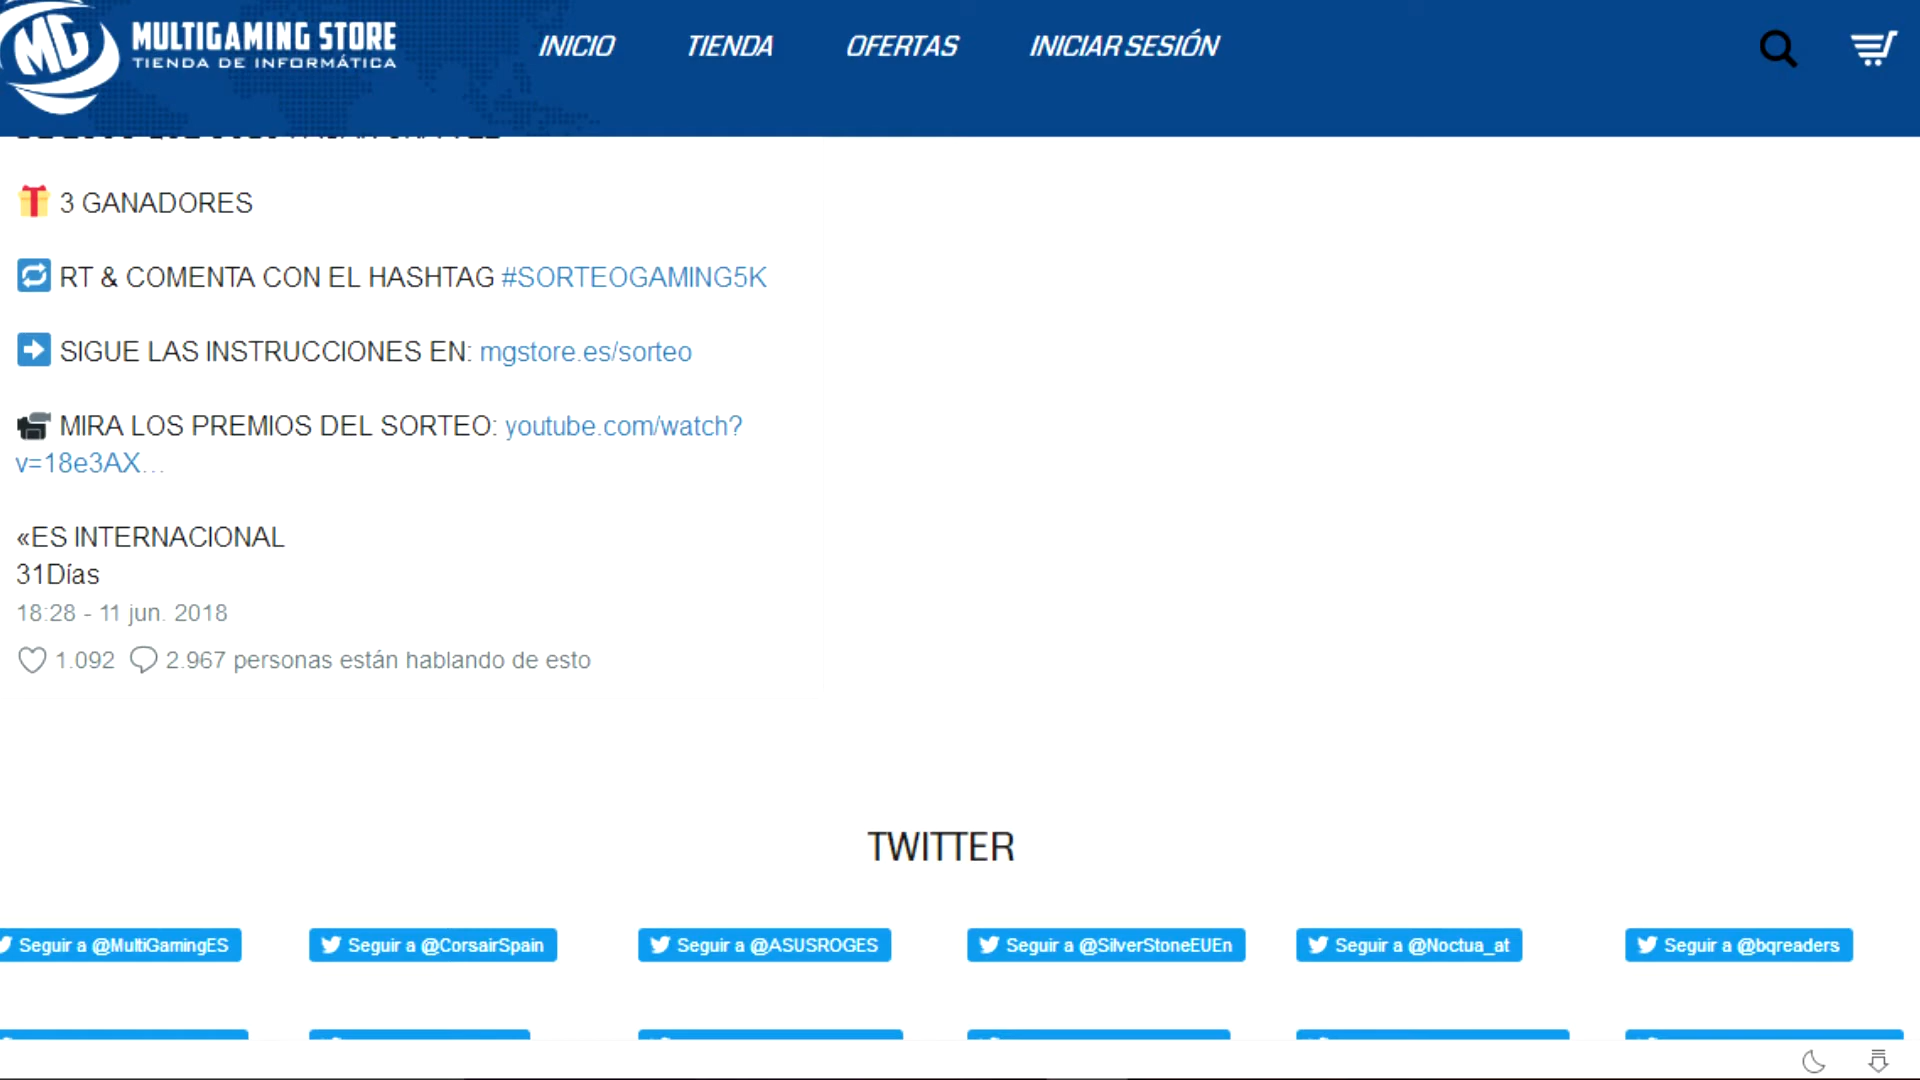 MG MULTIGAMING STORE
TIENDA DE INFORMÁTICA
INICIO TIENDA OFERTAS INICIAR SESIÓN
3 GANADORES
RT & COMENTA CON EL HASHTAG #SORTEOGAMING5K
SIGUE LAS INSTRUCCIONES EN: mgstore.es/sorteo
MIRA LOS PREMIOS DEL SORTEO: youtube.com/watch?
v=18e3AX…
«ES INTERNACIONAL
31Días
18:28 - 11 jun. 2018
1.092 2.967 personas están hablando de esto
TWITTER
Seguir a @MultiGamingES Seguir a @CorsairSpain Seguir a @ASUSROGES Seguir a @SilverStoneEUEn Seguir a @Noctua_at Seguir a @bqreaders